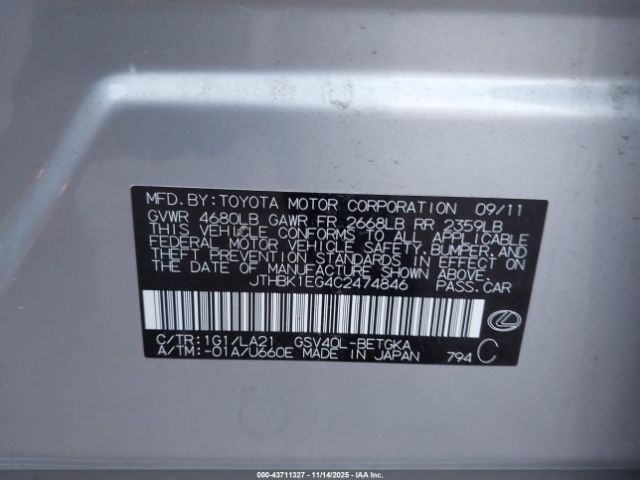 MFD. BY: TOYOTA MOTOR CORPORATION 09/11
GVWR 4680LB GAWR FR 2668LB RR 2359LB
THIS VEHICLE CONFORMS TO ALL APPLICABLE
FEDERAL MOTOR VEHICLE SAFETY, BUMPER, AND
THEFT PREVENTION STANDARDS IN EFFECT ON
THE DATE OF MANUFACTURE SHOWN ABOVE.
JTHBK1EG4C2474846 PASS.CAR
C/TR:1G1/LA21 GSV40L-BETGKA
A/TM:-01A/U660E MADE IN JAPAN 794 C
000-43711327 - 11/14/2025 - IAA Inc.